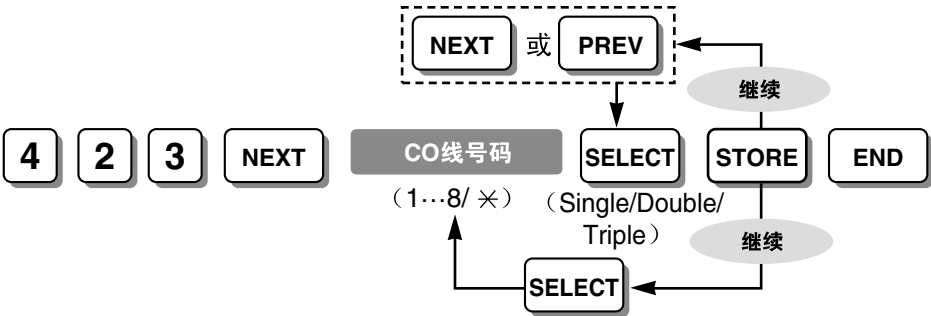 NEXT 或 PREV
继续
4 2 3 NEXT CO线号码 SELECT STORE END
(1…8/ ✳) (Single/Double/
Triple)
继续
SELECT